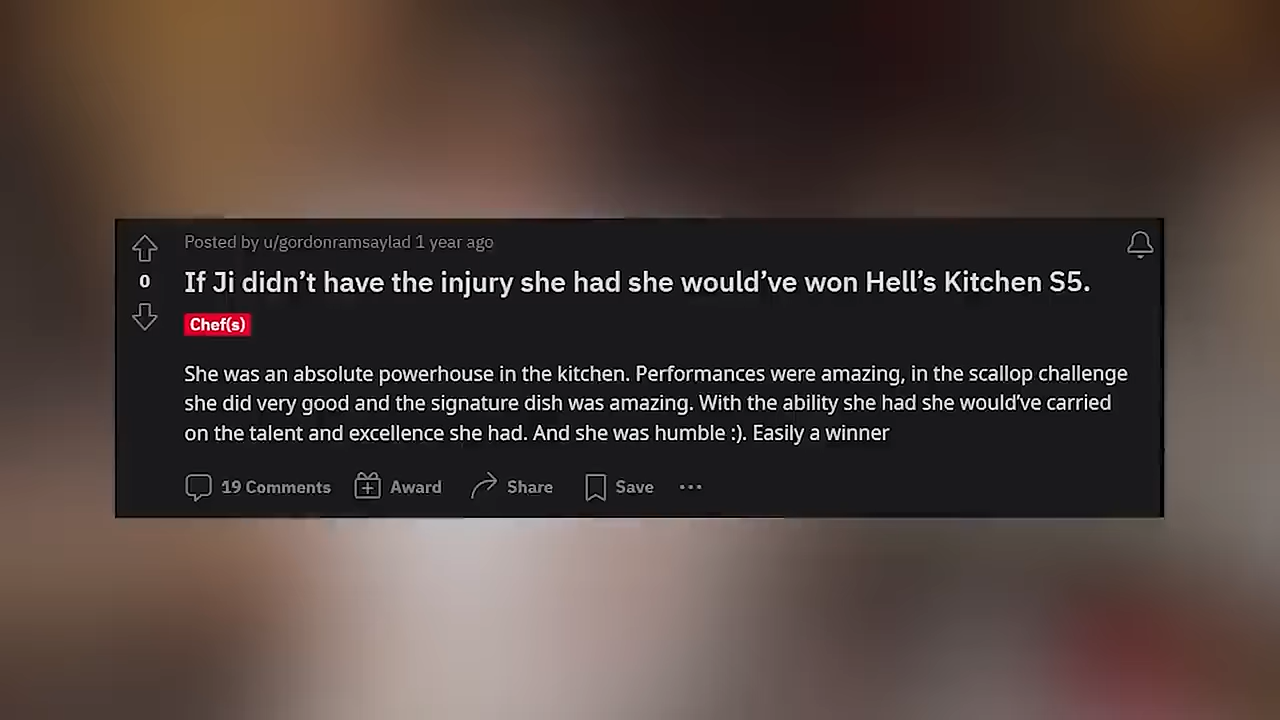 Posted by u/gordonramsaylad 1 year ago
0
If Ji didn’t have the injury she had she would’ve won Hell’s Kitchen S5.
Chef(s)
She was an absolute powerhouse in the kitchen. Performances were amazing, in the scallop challenge
she did very good and the signature dish was amazing. With the ability she had she would’ve carried
on the talent and excellence she had. And she was humble :). Easily a winner
19 Comments Award Share Save